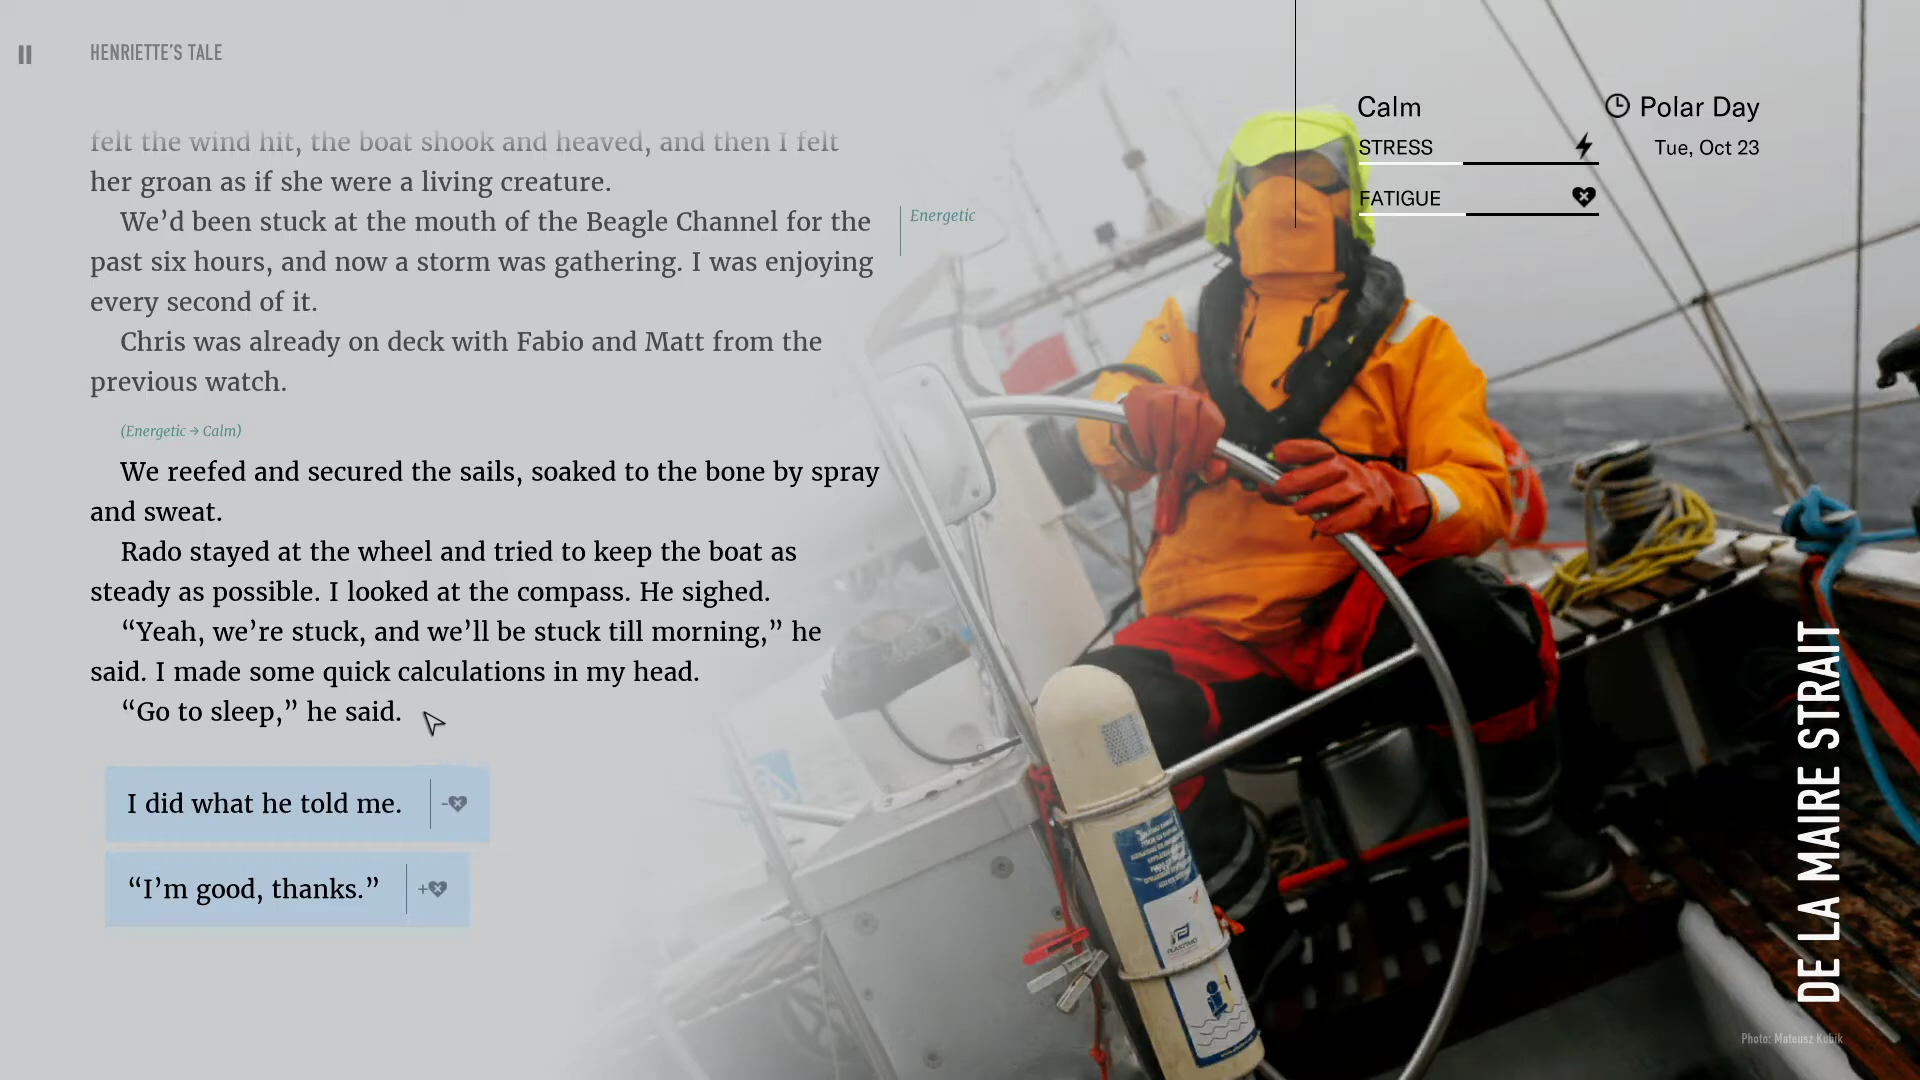 HENRIETTE'S TALE
felt the wind hit, the boat shook and heaved, and then I felt
her groan as if she were a living creature.
We'd been stuck at the mouth of the Beagle Channel for the
past six hours, and now a storm was gathering. I was enjoying
every second of it.
Energetic
Chris was already on deck with Fabio and Matt from the
previous watch.
(Energetic → Calm)
We reefed and secured the sails, soaked to the bone by spray
and sweat.
Rado stayed at the wheel and tried to keep the boat as
steady as possible. I looked at the compass. He sighed.
“Yeah, we're stuck, and we'll be stuck till morning,” he
said. I made some quick calculations in my head.
“Go to sleep,” he said.
I did what he told me. -
“I'm good, thanks.” +
Calm
STRESS
FATIGUE
Polar Day
Tue, Oct 23
DE LA MAIRE STRAIT
Photo: Mateusz Kubik